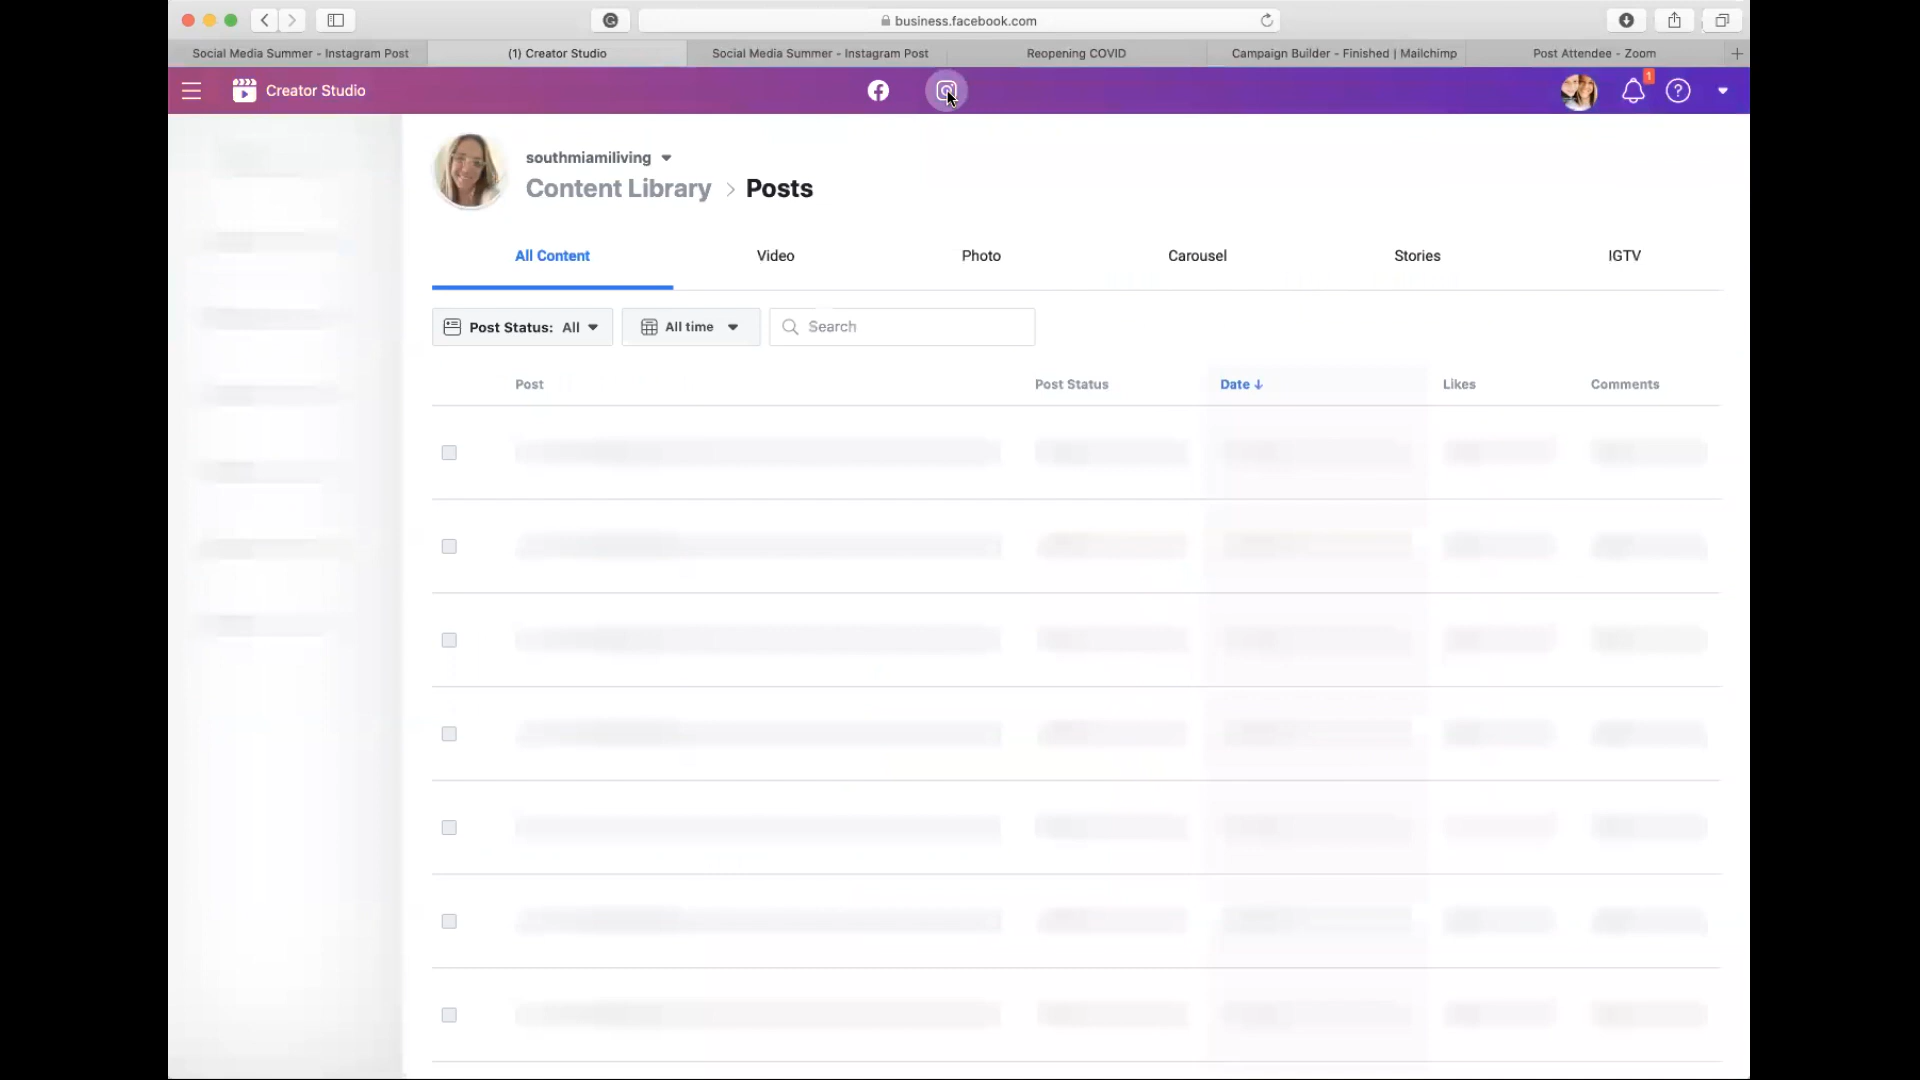 business.facebook.com
Social Media Summer - Instagram Post
(1) Creator Studio
Social Media Summer - Instagram Post
Reopening COVID
Campaign Builder - Finished | Mailchimp
Post Attendee - Zoom
Creator Studio
1
southmiamiliving
Content Library > Posts
All Content
Video
Photo
Carousel
Stories
IGTV
Post Status: All
All time
Search
Post
Post Status
Date ↓
Likes
Comments